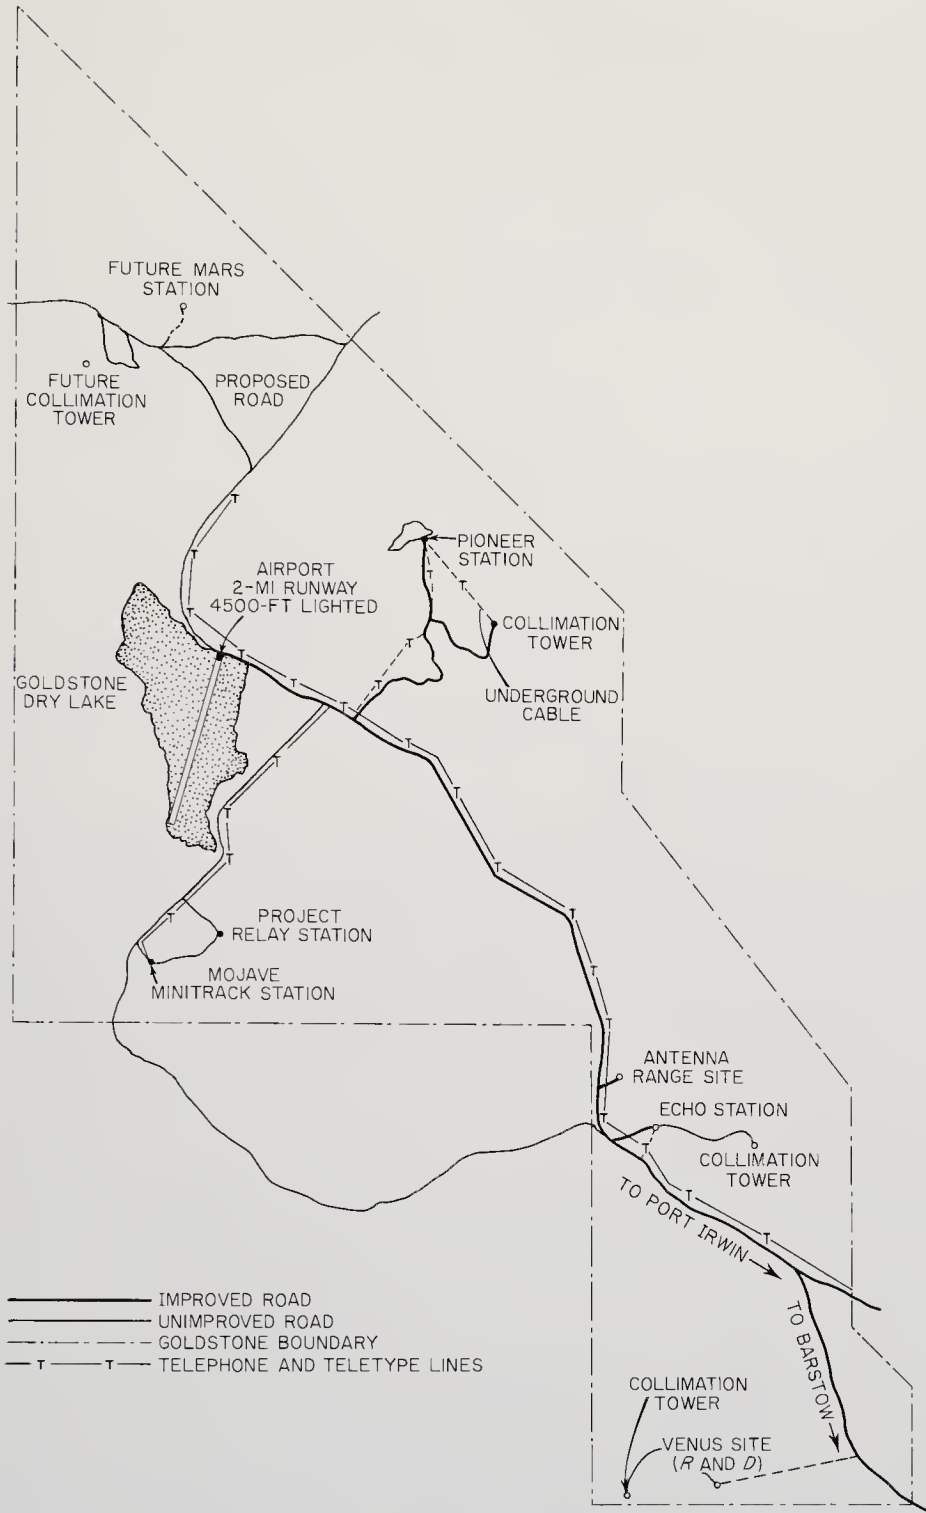 FUTURE MARS
STATION
FUTURE
COLLIMATION
TOWER
PROPOSED
ROAD
T
T
T
AIRPORT
2-MI RUNWAY
4500-FT LIGHTED
PIONEER
STATION
T
T
T
T
COLLIMATION
TOWER
UNDERGROUND
CABLE
GOLDSTONE
DRY LAKE
T
T
T
T
T
T
T
T
T
T
PROJECT
RELAY STATION
MOJAVE
MINITRACK STATION
T
T
T
T
ANTENNA
RANGE SITE
T
ECHO STATION
T
COLLIMATION
TOWER
T
T
TO PORT IRWIN
TO BARSTOW
IMPROVED ROAD
UNIMPROVED ROAD
GOLDSTONE BOUNDARY
T T TELEPHONE AND TELETYPE LINES
COLLIMATION
TOWER
VENUS SITE
(R AND D)